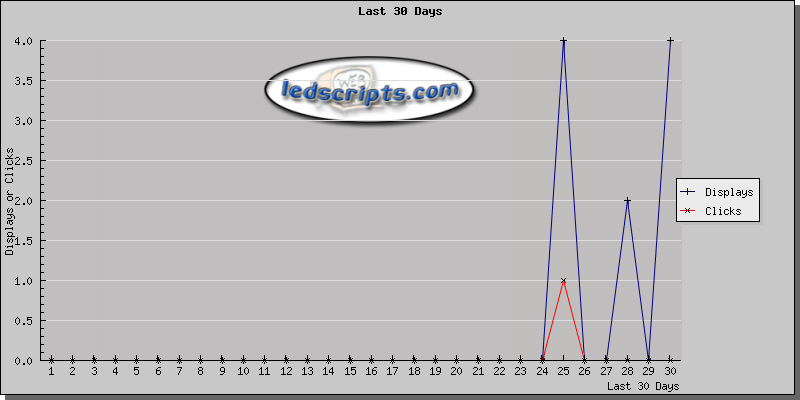 Last 30 Days
4.0
3.5
3.0
2.5
2.0
1.5
1.0
0.5
0.0
Displays or Clicks
WEB
ledscripts.com
Displays
Clicks
1 2 3 4 5 6 7 8 9 10 11 12 13 14 15 16 17 18 19 20 21 22 23 24 25 26 27 28 29 30
Last 30 Days